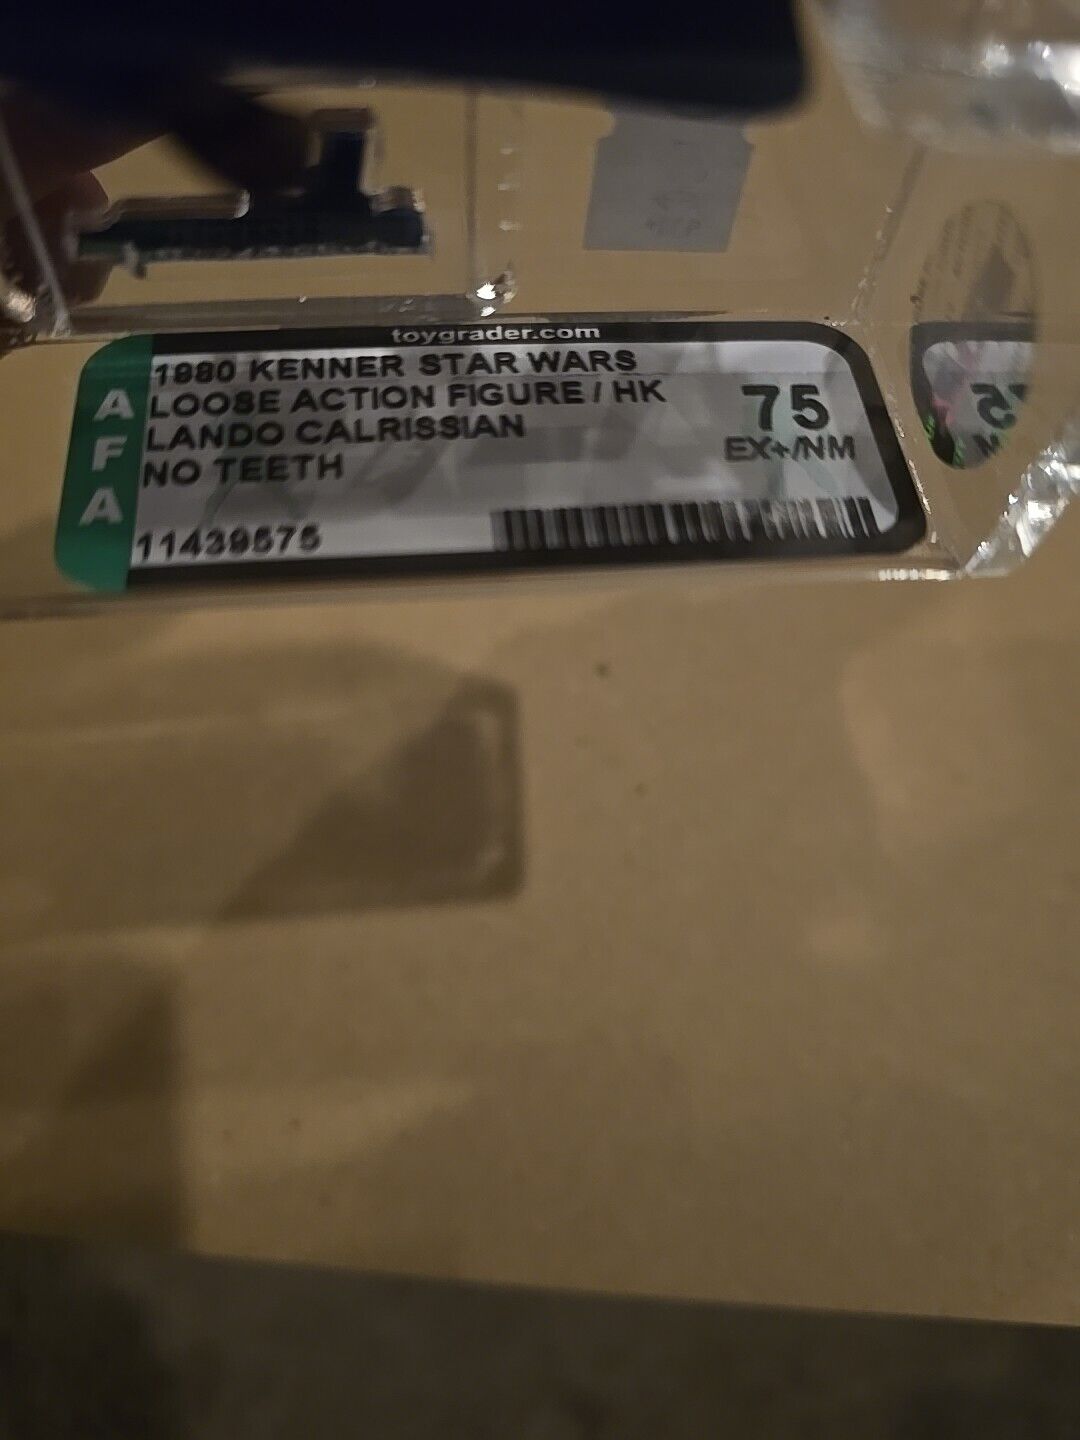 toygrader.com
AFA
1980 KENNER STAR WARS
LOOSE ACTION FIGURE / HK
LANDO CALRISSIAN
NO TEETH
75
EX+/NM
11439575